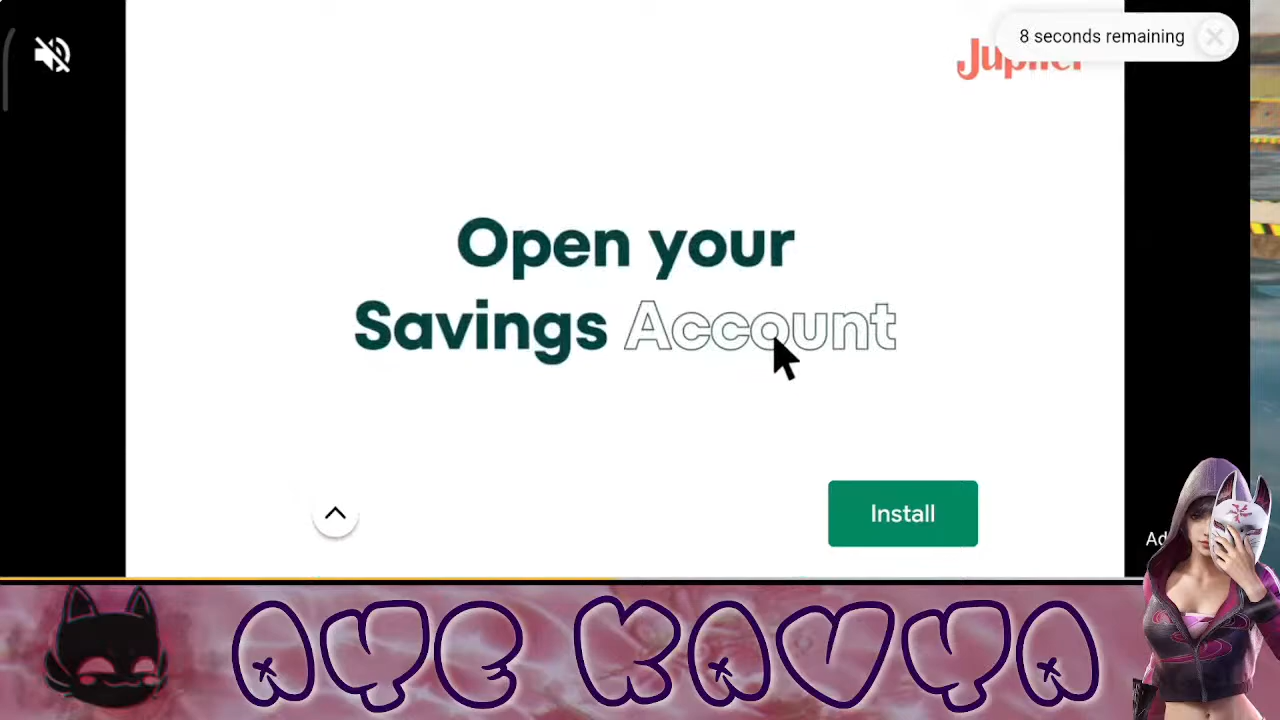 8 seconds remaining
Open your
Savings Account
Install
AYE KAVYA